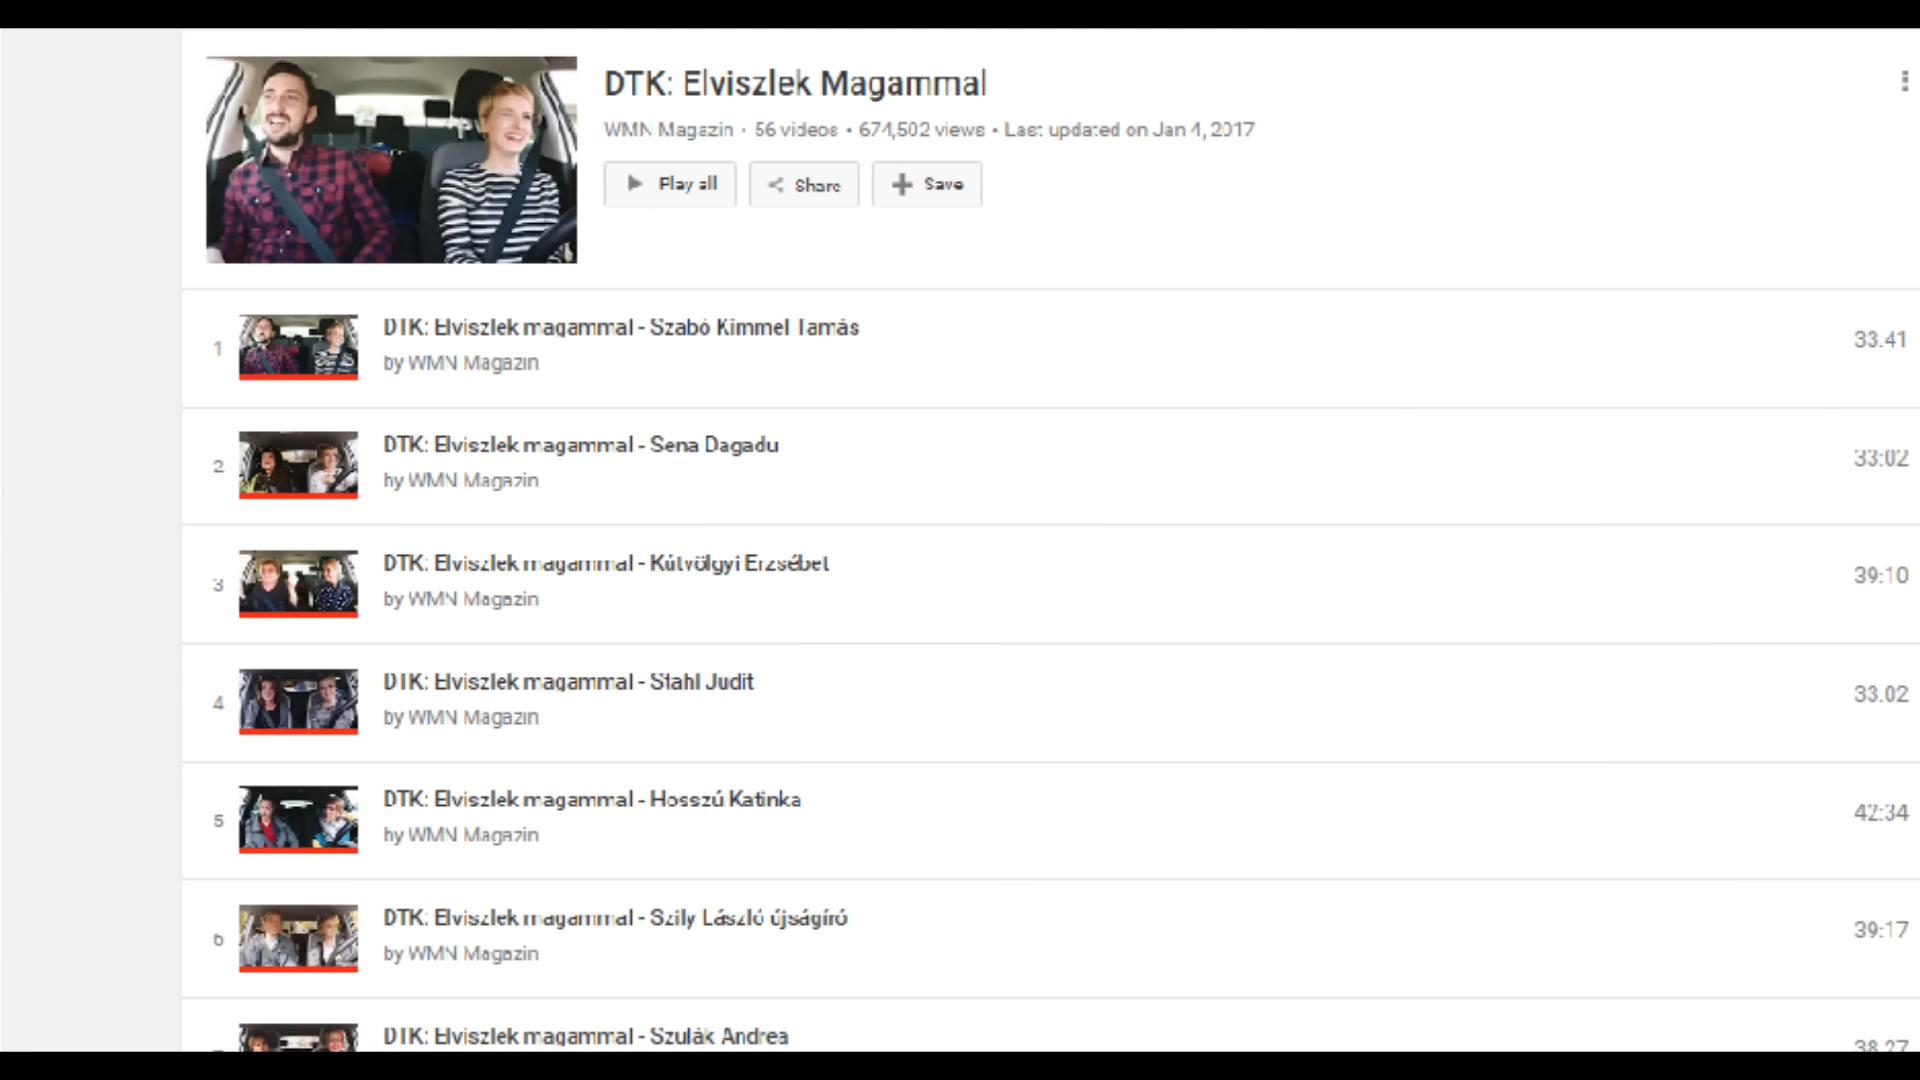 DTK: Elviszlek Magammal
WMN Magazin • 56 videos • 674,502 views • Last updated on Jan 4, 2017
Play all
Share
Save
1
DTK: Elviszlek magammal - Szabó Kimmel Tamás
by WMN Magazin
33:41
2
DTK: Elviszlek magammal - Sena Dagadu
by WMN Magazin
33:02
3
DTK: Elviszlek magammal - Kútvölgyi Erzsébet
by WMN Magazin
39:10
4
DTK: Elviszlek magammal - Stahl Judit
by WMN Magazin
33:02
5
DTK: Elviszlek magammal - Hosszú Katinka
by WMN Magazin
42:34
6
DTK: Elviszlek magammal - Szily László újságíró
by WMN Magazin
39:17
DTK: Elviszlek magammal - Szulák Andrea
38:27